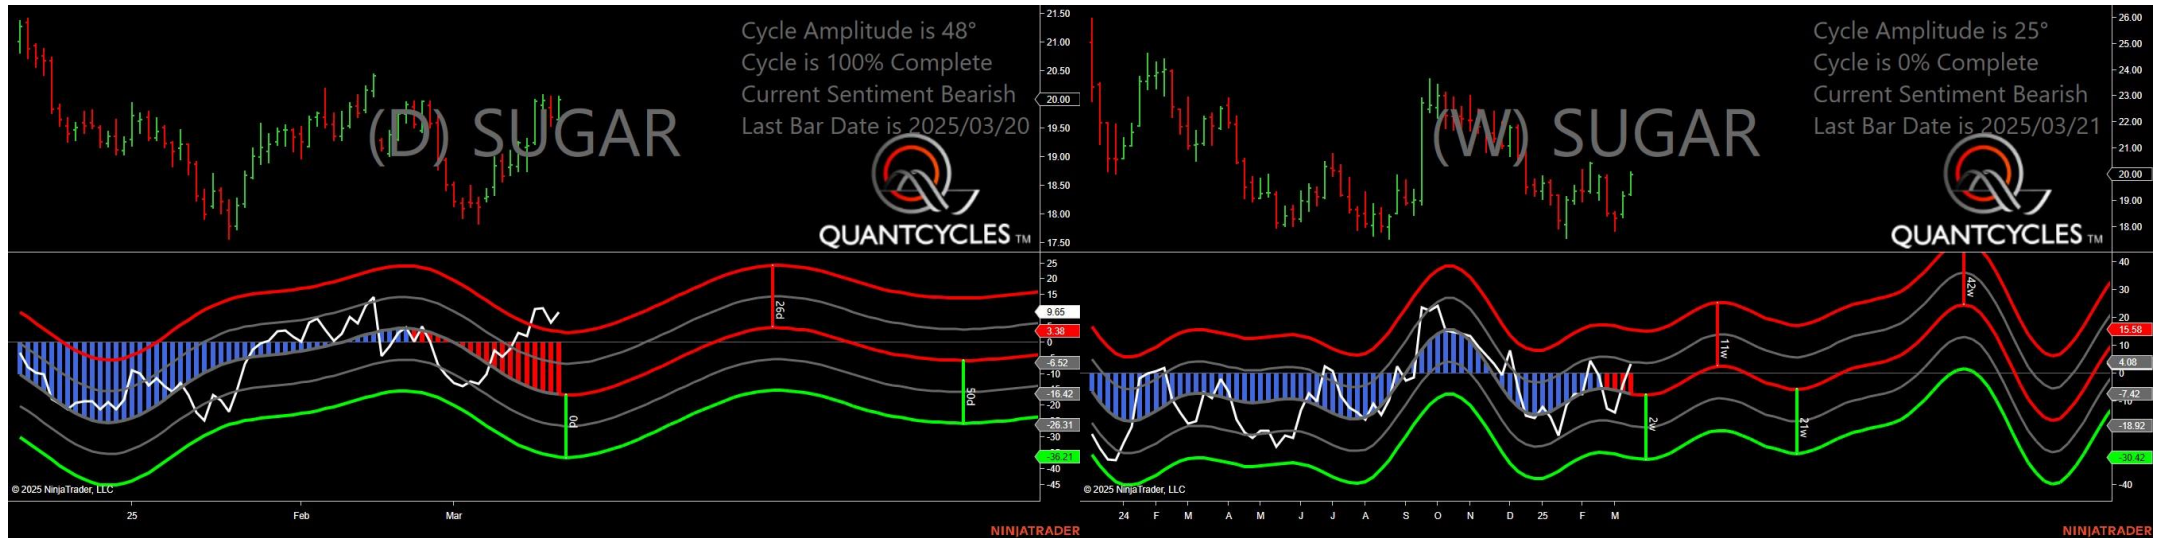 Cycle Amplitude is 48°
Cycle is 100% Complete
Current Sentiment Bearish
Last Bar Date is 2025/03/20
(D) SUGAR
QUANTCYCLES TM
21.50
21.00
20.50
20.00
19.50
19.00
18.50
18.00
17.50
25
20
15
9.65
3.38
0
-6.52
-10
-16.42
-20
-26.31
-30
-36.21
-40
-45
26d
0d
50d
© 2025 NinjaTrader, LLC
25
Feb
Mar
NINJATRADER
Cycle Amplitude is 25°
Cycle is 0% Complete
Current Sentiment Bearish
Last Bar Date is 2025/03/21
(W) SUGAR
QUANTCYCLES TM
26.00
25.00
24.00
23.00
22.00
21.00
20.00
19.00
18.00
40
30
20
15.58
10
4.08
0
-7.42
-10
-18.92
-30.42
-40
2w
11w
21w
42w
© 2025 NinjaTrader, LLC
24 F M A M J J A S O N D 25 F M
NINJATRADER